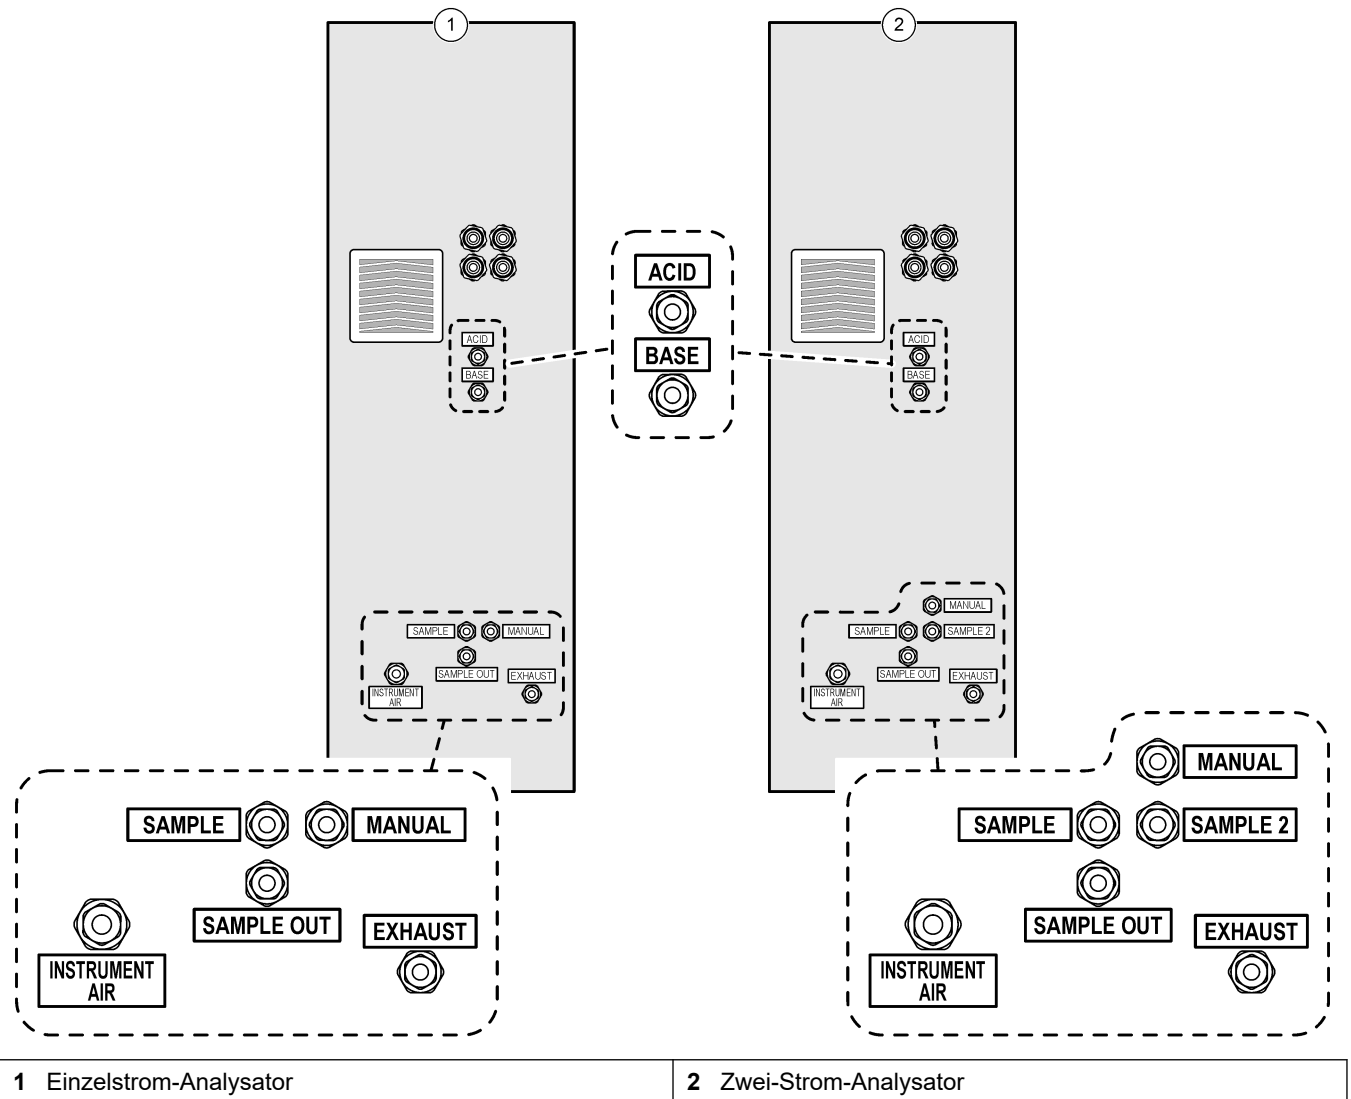 1
2
ACID
BASE
ACID
BASE
ACID
BASE
SAMPLE
MANUAL
SAMPLE OUT
EXHAUST
INSTRUMENT
AIR
MANUAL
SAMPLE
SAMPLE 2
SAMPLE OUT
EXHAUST
INSTRUMENT
AIR
SAMPLE
MANUAL
SAMPLE OUT
EXHAUST
INSTRUMENT
AIR
MANUAL
SAMPLE
SAMPLE 2
SAMPLE OUT
EXHAUST
INSTRUMENT
AIR
1 Einzelstrom-Analysator
2 Zwei-Strom-Analysator